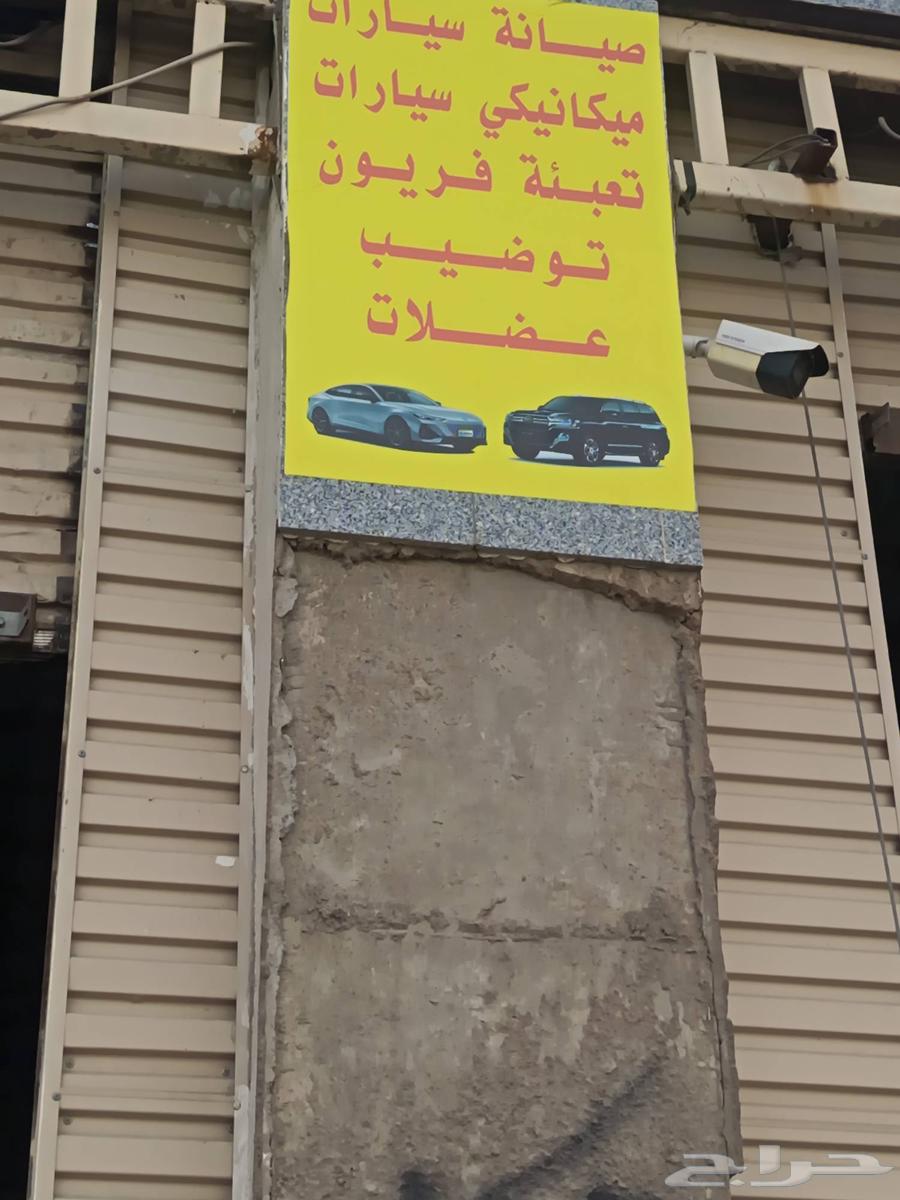 صيانة سيارات
ميكانيكي سيارات
تعبئة فريون
توضيب
عضلات
حراج